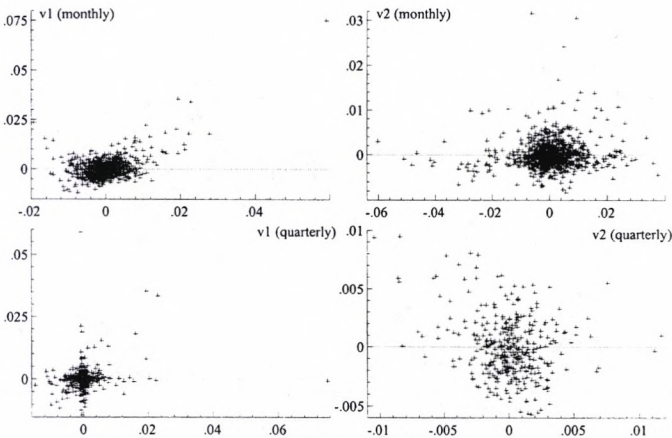 .075 v1 (monthly)
.05
.025
0
-.02 0 .02 .04 .06
.03 v2 (monthly)
.02
.01
0
-.06 -.04 -.02 0 .02
v1 (quarterly)
.05
.025
0
0 .02 .04 .06 .08
.01 v2 (quarterly)
.005
0
-.005
-.01 -.005 0 .005 .01